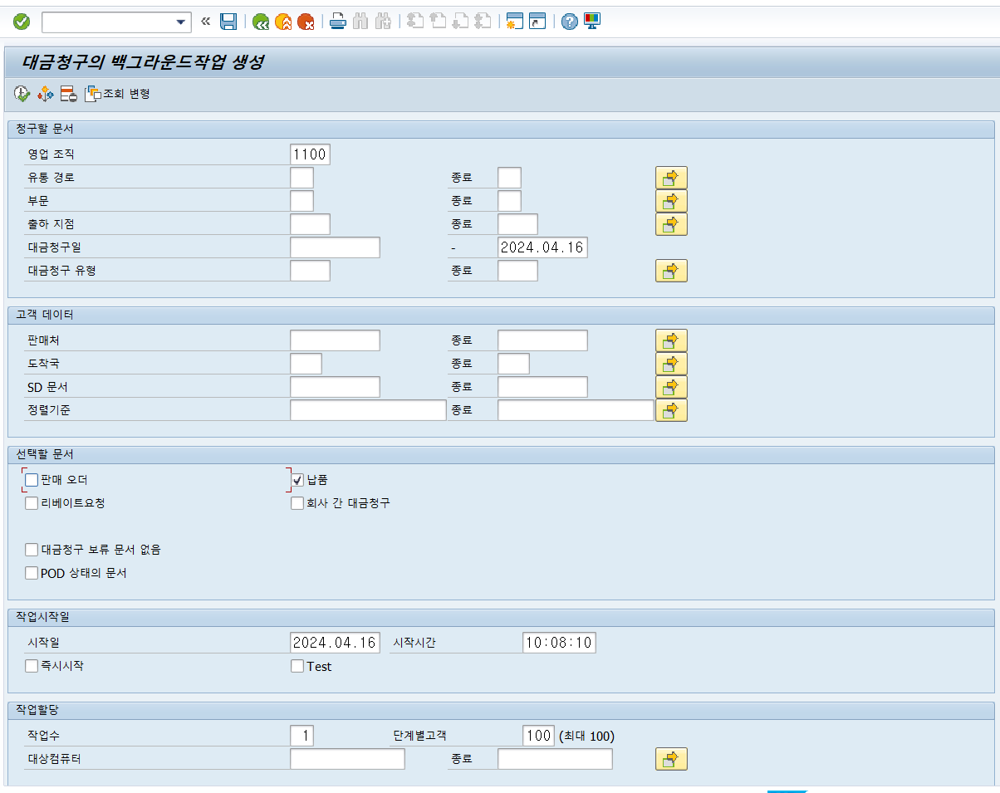 대금청구의 백그라운드작업 생성
조회 변형
청구할 문서
영업 조직 1100
유통 경로 종료
부문 종료
출하 지점 종료
대금청구일 - 2024.04.16
대금청구 유형 종료
고객 데이터
판매처 종료
도착국 종료
SD 문서 종료
정렬기준 종료
선택할 문서
판매 오더 납품
리베이트요청 회사 간 대금청구
대금청구 보류 문서 없음
POD 상태의 문서
작업시작일
시작일 2024.04.16 시작시간 10:08:10
즉시시작 Test
작업할당
작업수 1 단계별고객 100 (최대 100)
대상컴퓨터 종료